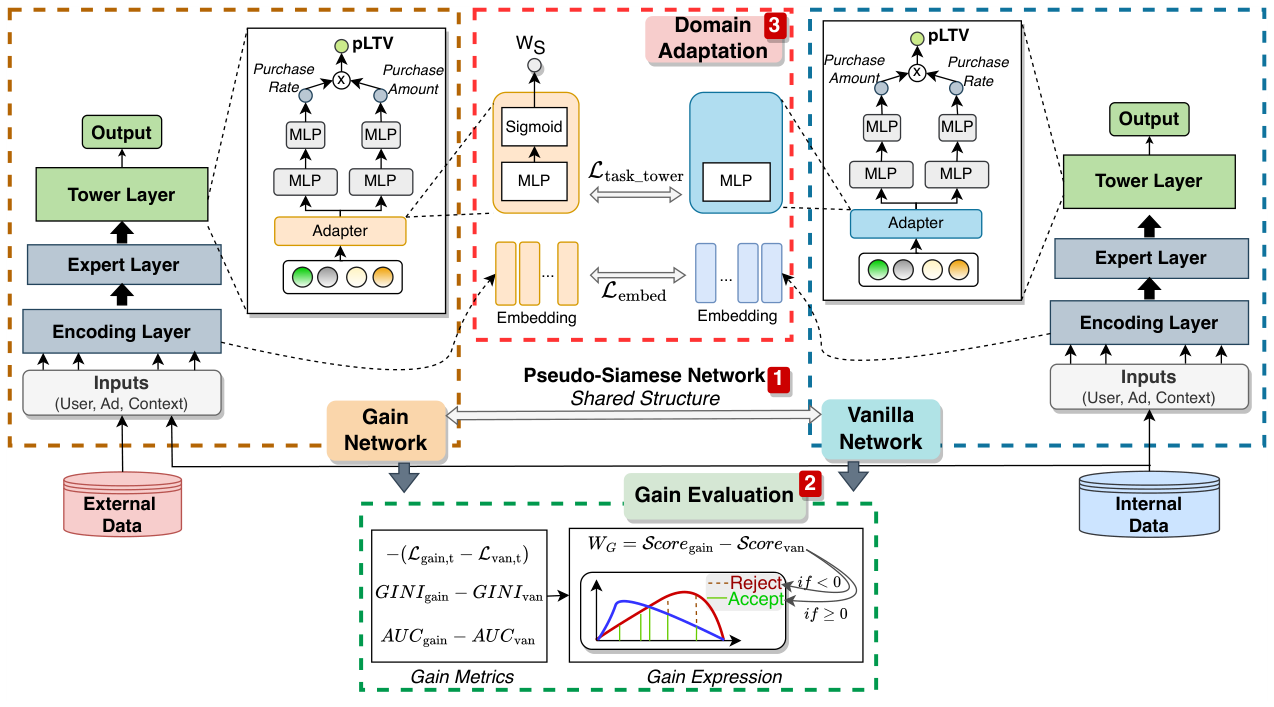 pLTV
Purchase
Rate
x
Purchase
Amount
MLP
MLP
MLP
MLP
Adapter
Output
Tower Layer
Expert Layer
Encoding Layer
Inputs
(User, Ad, Context)
External
Data
Gain
Network
Domain
Adaptation
3
W_S
Sigmoid
MLP
MLP
ℒ_task_tower
ℒ_embed
Embedding
Embedding
Pseudo-Siamese Network
1
Shared Structure
pLTV
Purchase
Amount
x
Purchase
Rate
MLP
MLP
MLP
MLP
Adapter
Output
Tower Layer
Expert Layer
Encoding Layer
Inputs
(User, Ad, Context)
Vanilla
Network
Internal
Data
Gain Evaluation
2
−(ℒ_gain,t − ℒ_van,t)
GINI_gain − GINI_van
AUC_gain − AUC_van
Gain Metrics
W_G = 𝒮core_gain − 𝒮core_van
Reject
Accept
if < 0
if ≥ 0
Gain Expression